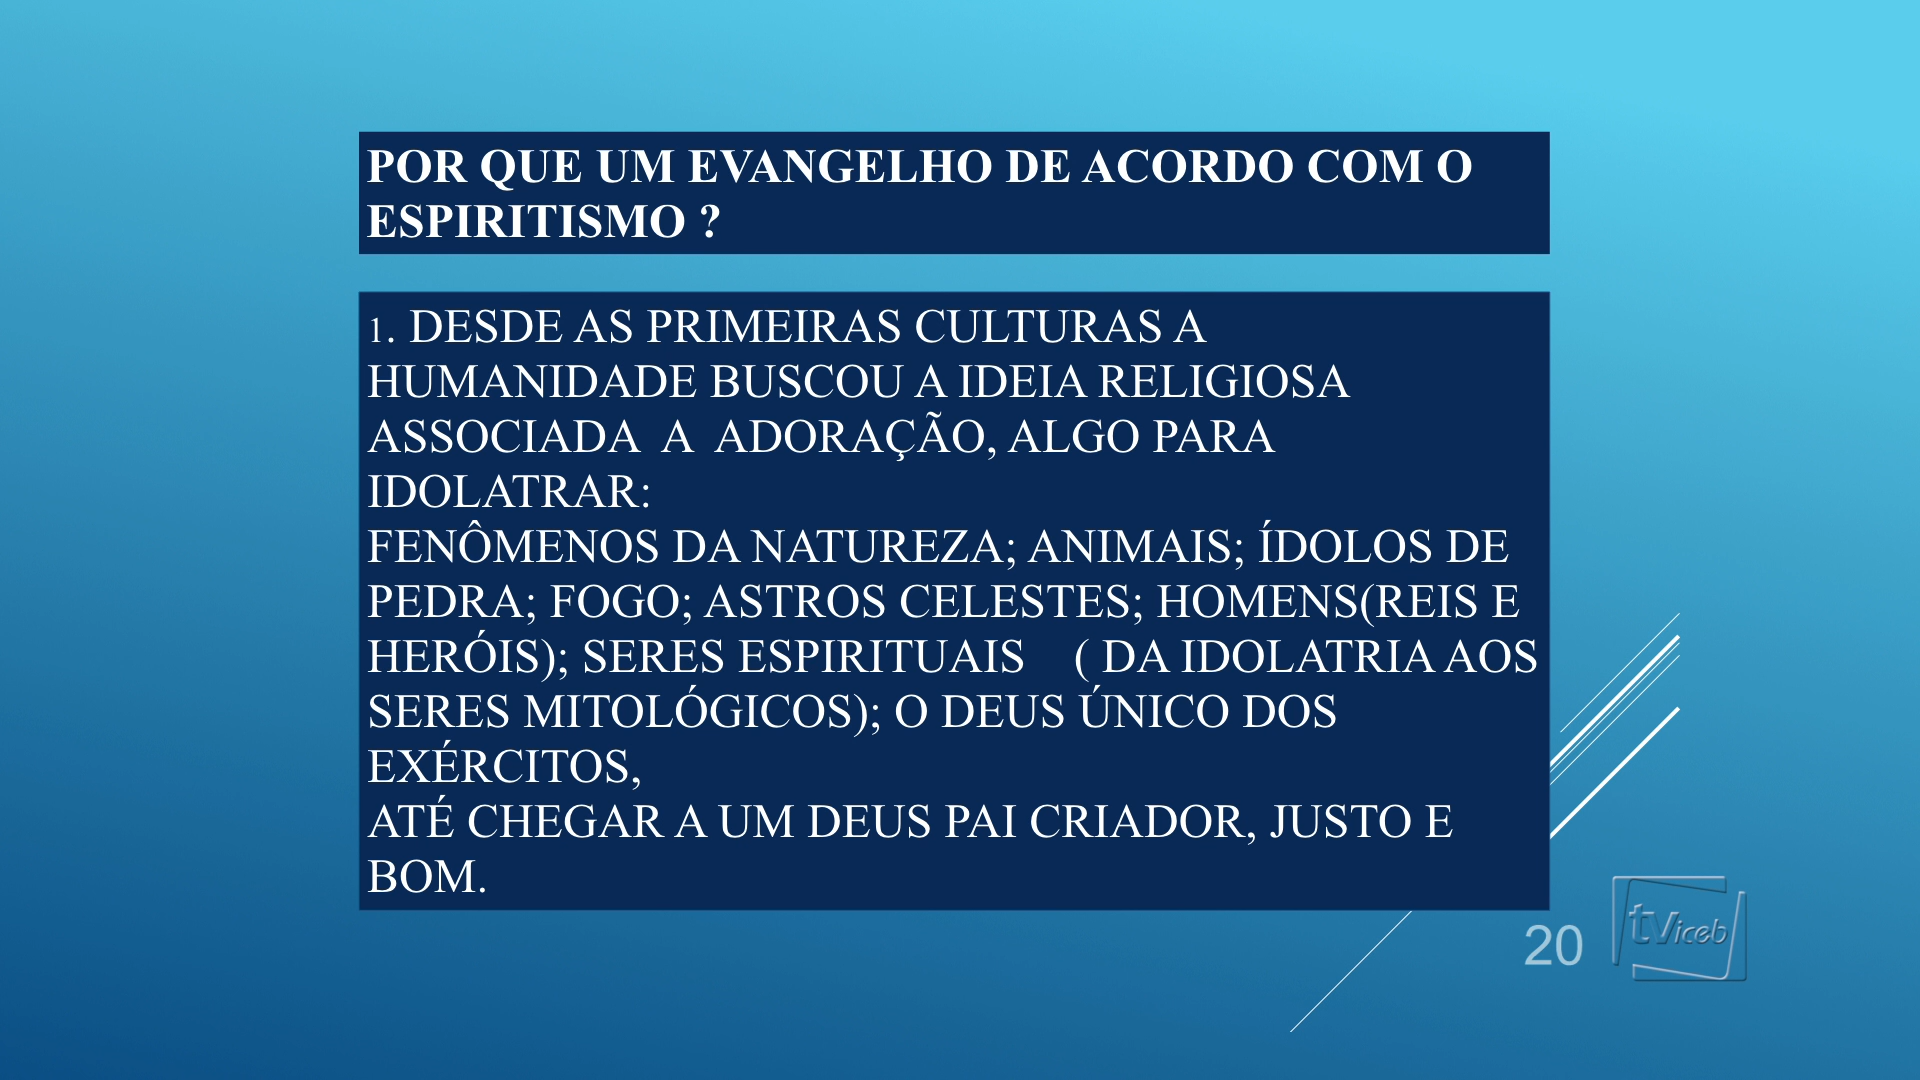 POR QUE UM EVANGELHO DE ACORDO COM O
ESPIRITISMO ?
1. DESDE AS PRIMEIRAS CULTURAS A
HUMANIDADE BUSCOU A IDEIA RELIGIOSA
ASSOCIADA A ADORAÇÃO, ALGO PARA
IDOLATRAR:
FENÔMENOS DA NATUREZA; ANIMAIS; ÍDOLOS DE
PEDRA; FOGO; ASTROS CELESTES; HOMENS(REIS E
HERÓIS); SERES ESPIRITUAIS ( DA IDOLATRIA AOS
SERES MITOLÓGICOS); O DEUS ÚNICO DOS
EXÉRCITOS,
ATÉ CHEGAR A UM DEUS PAI CRIADOR, JUSTO E
BOM.
20
tViceb